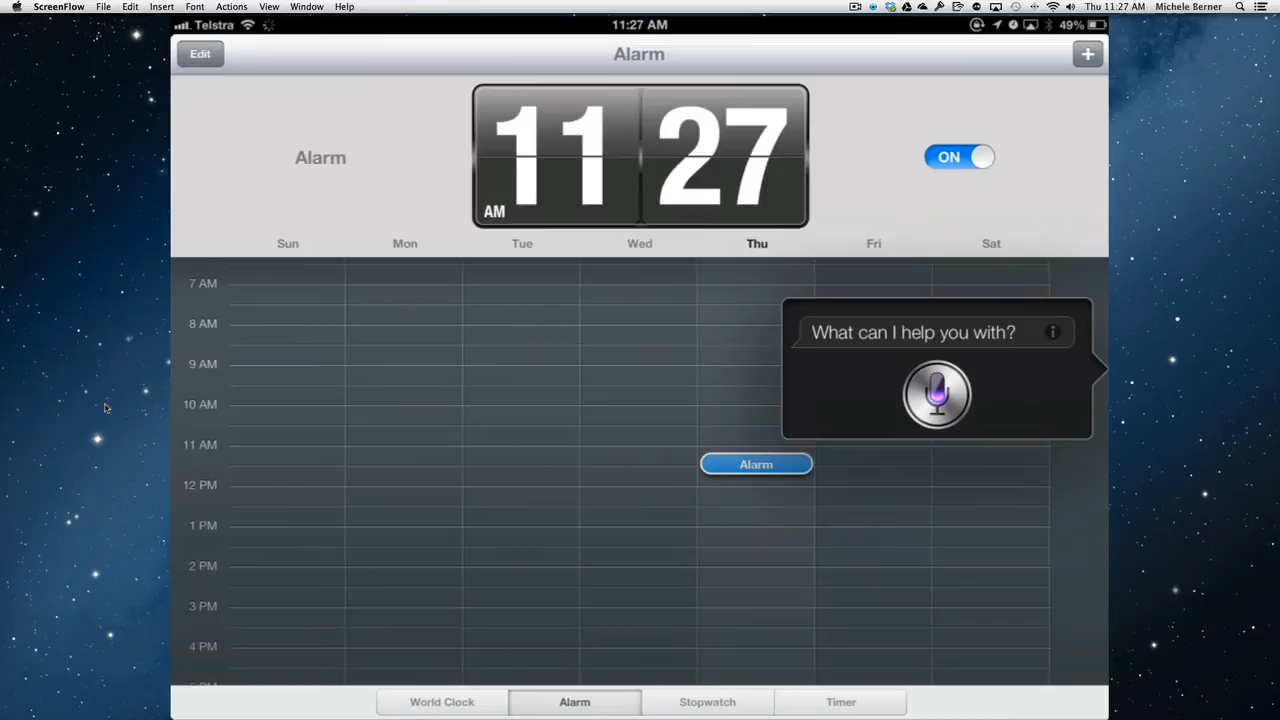 ScreenFlow File Edit Insert Font Actions View Window Help Thu 11:27 AM Michele Berner
Telstra 11:27 AM 49%
Edit Alarm +
Alarm AM 11 27 ON
Sun Mon Tue Wed Thu Fri Sat
7 AM
8 AM
What can I help you with?
9 AM
10 AM
11 AM
Alarm
12 PM
1 PM
2 PM
3 PM
4 PM
World Clock Alarm Stopwatch Timer